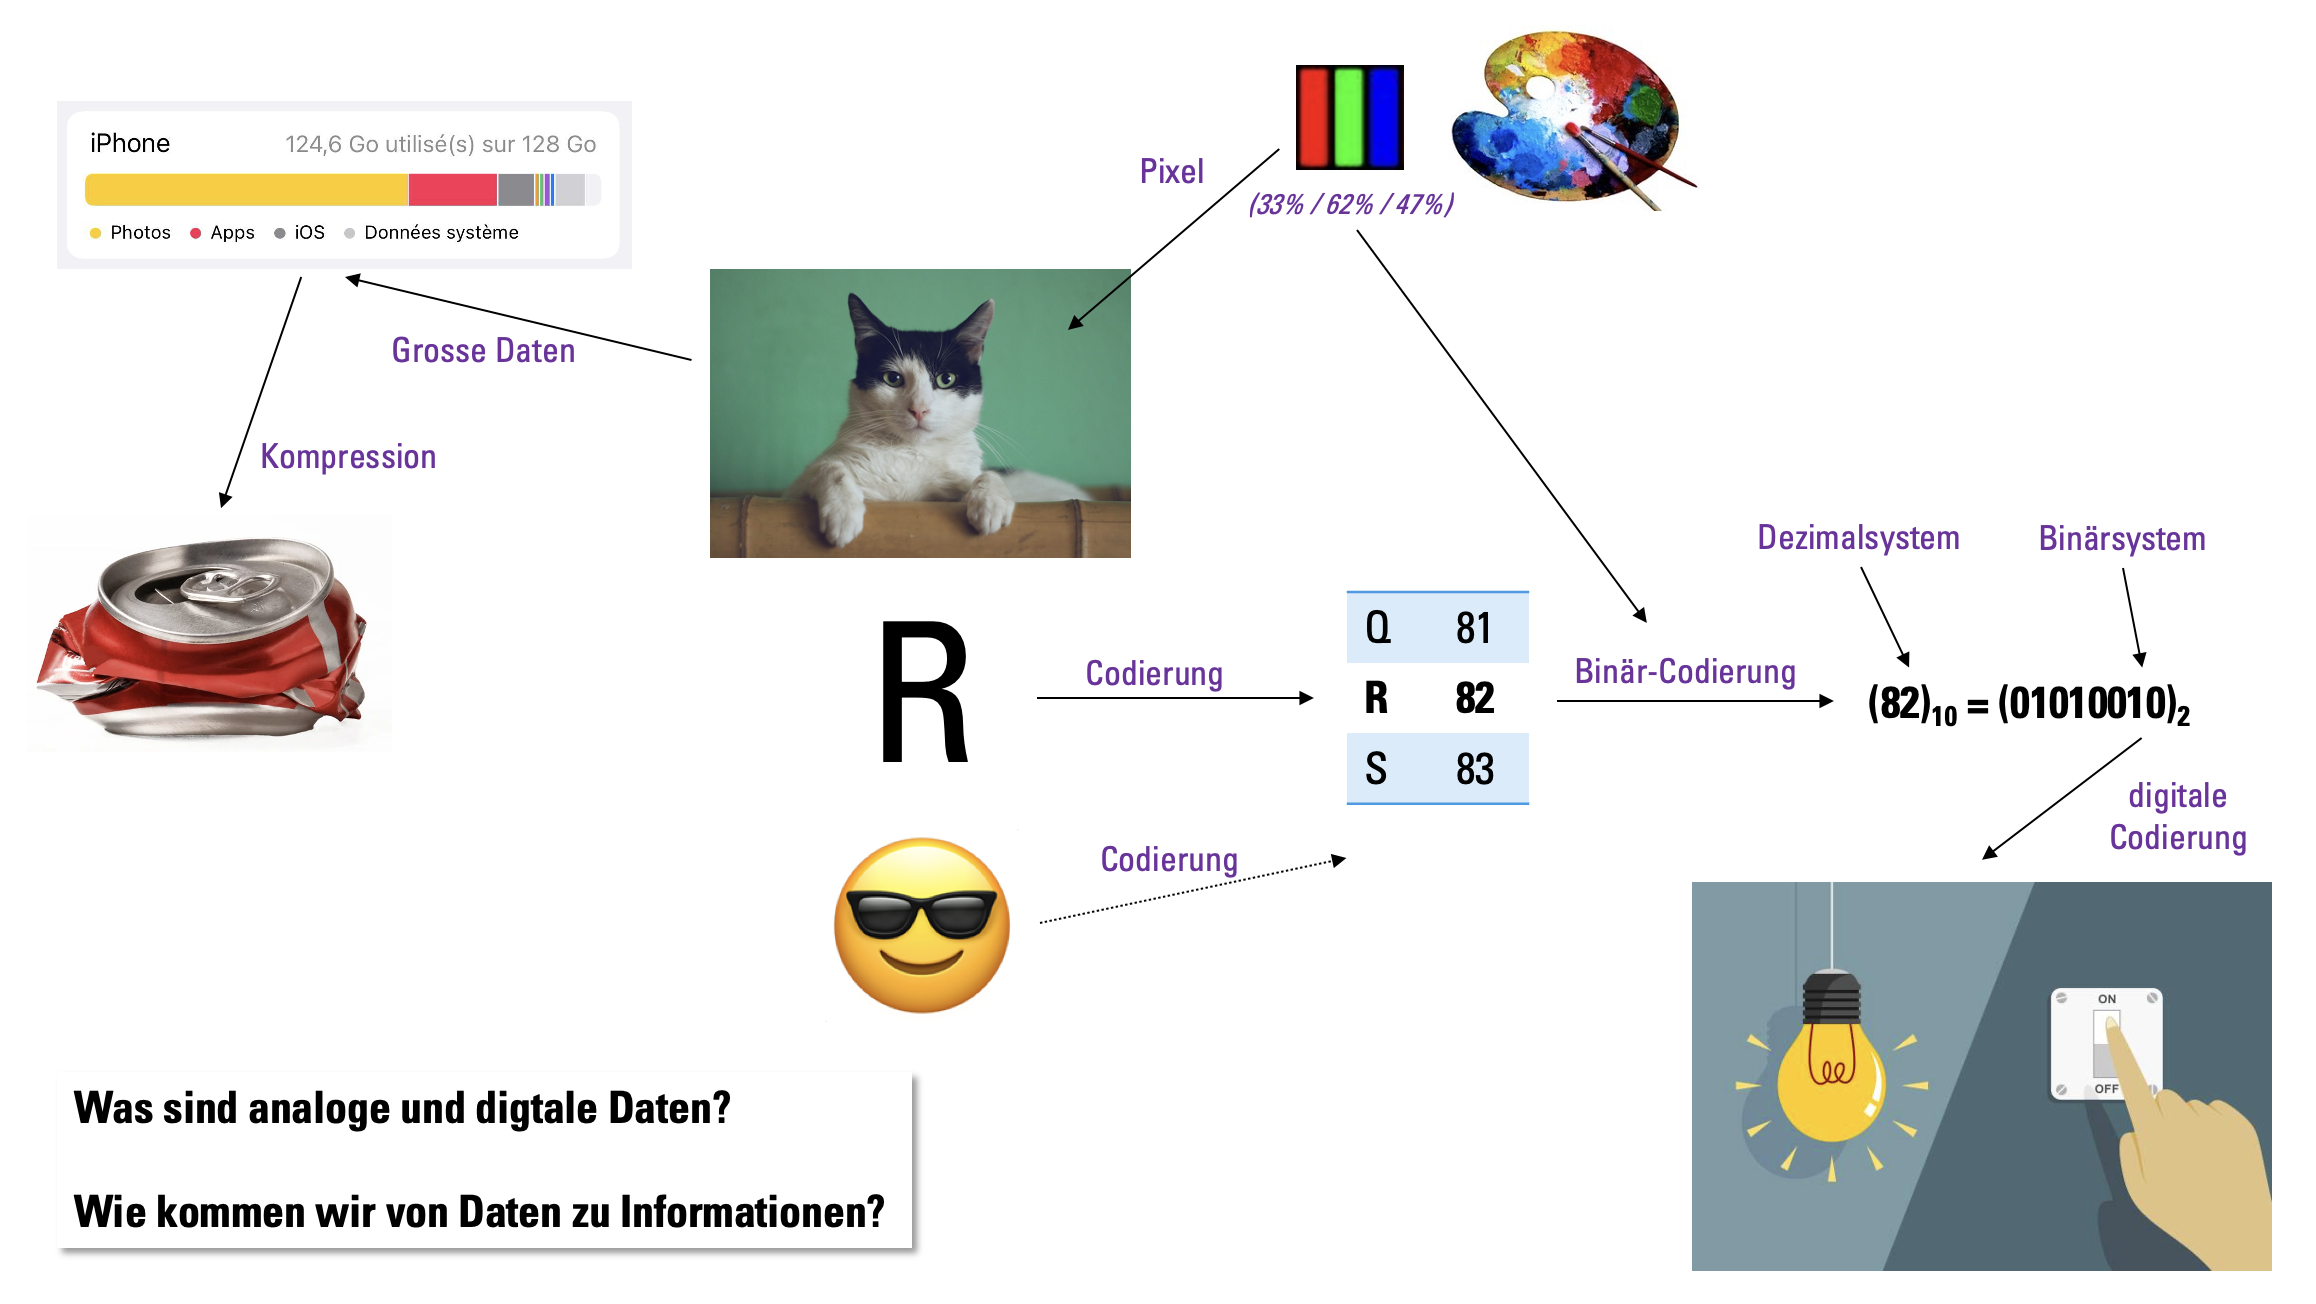 iPhone 124,6 Go utilisé(s) sur 128 Go
Photos Apps iOS Données système
Pixel
(33% / 62% / 47%)
Grosse Daten
Kompression
Dezimalsystem
Binärsystem
R
Codierung
Q 81
R 82
S 83
Binär-Codierung
(82)10 = (01010010)2
digitale
Codierung
Codierung
ON
OFF
Was sind analoge und digtale Daten?
Wie kommen wir von Daten zu Informationen?